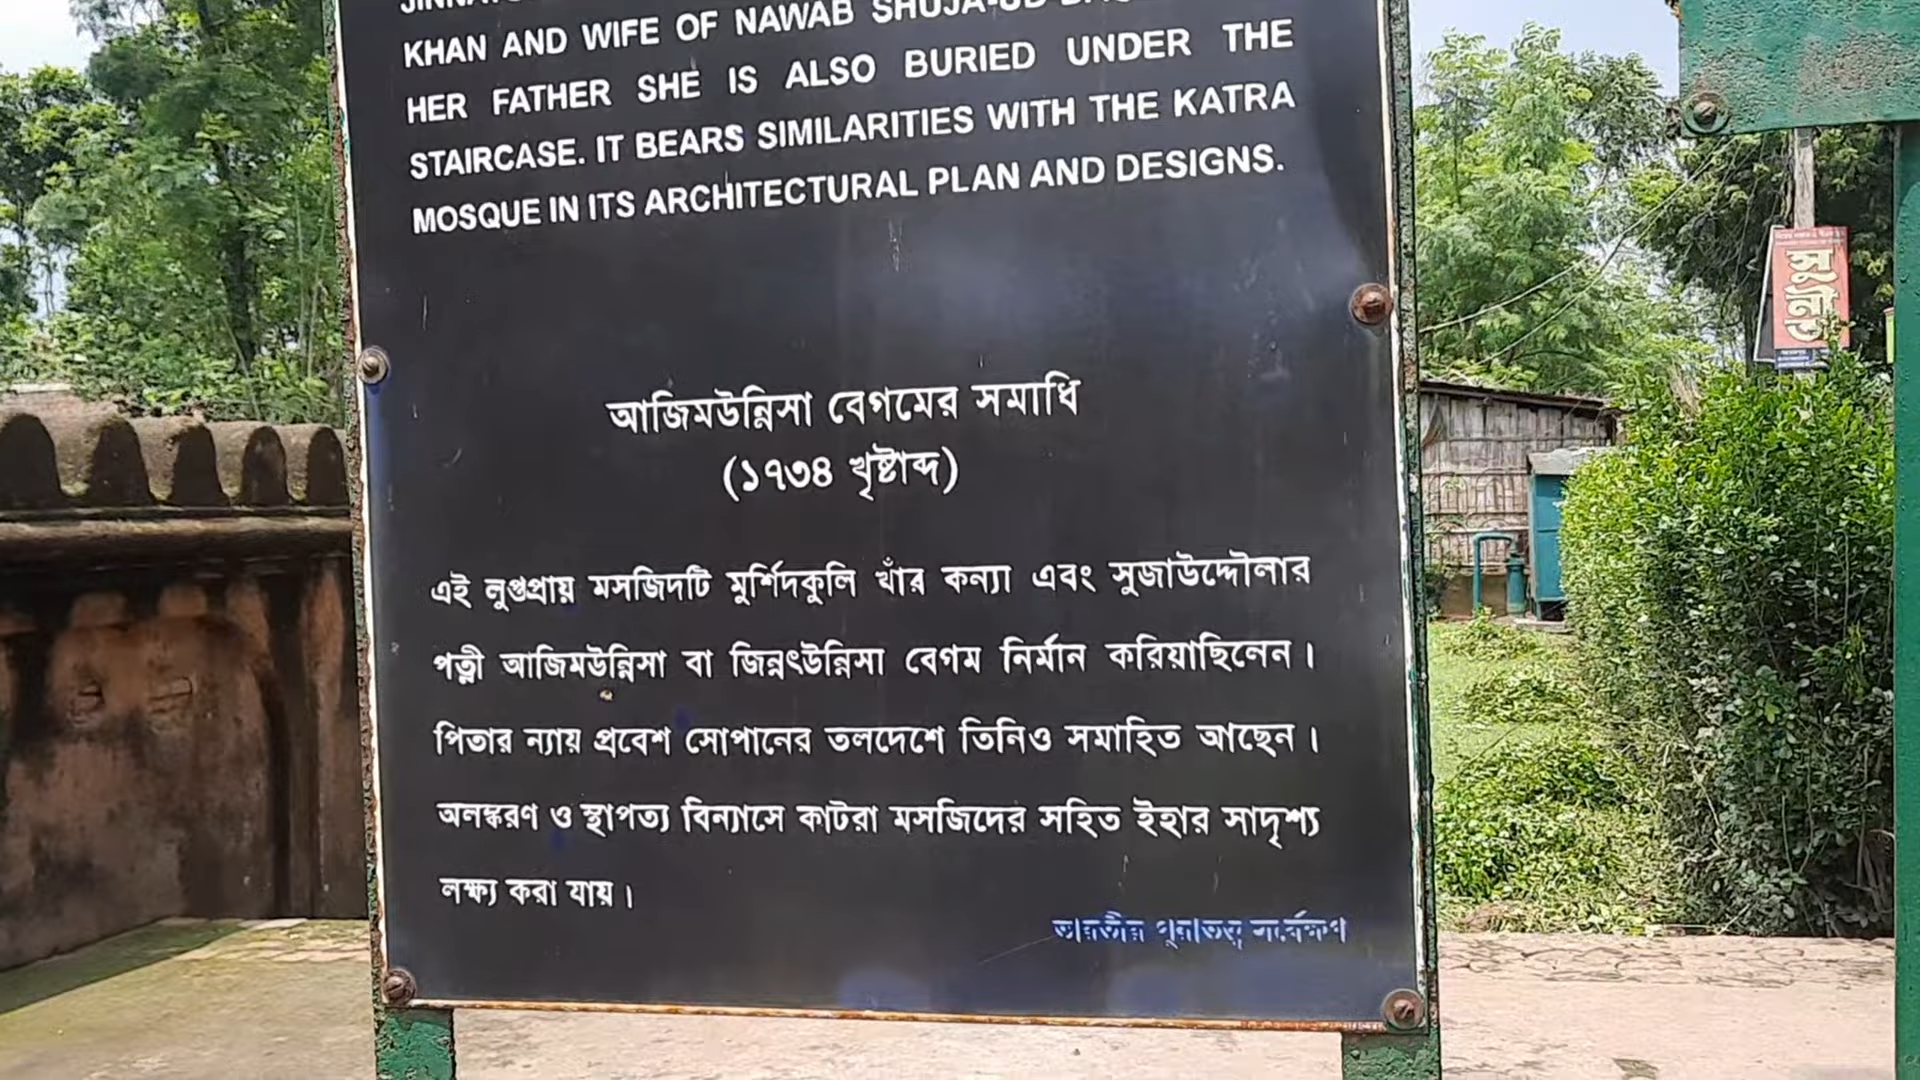 KHAN AND WIFE OF NAWAB SHUJA-UD-
HER FATHER SHE IS ALSO BURIED UNDER THE
STAIRCASE. IT BEARS SIMILARITIES WITH THE KATRA
MOSQUE IN ITS ARCHITECTURAL PLAN AND DESIGNS.
আজিমউন্নিসা বেগমের সমাধি
(১৭৩৪ খৃষ্টাব্দ)
এই লুপ্তপ্রায় মসজিদটি মুর্শিদকুলি খাঁর কন্যা এবং সুজাউদ্দৌলার
পত্নী আজিমউন্নিসা বা জিন্নৎউন্নিসা বেগম নির্মান করিয়াছিলেন।
পিতার ন্যায় প্রবেশ সোপানের তলদেশে তিনিও সমাহিত আছেন।
অলঙ্করণ ও স্থাপত্য বিন্যাসে কাটরা মসজিদের সহিত ইহার সাদৃশ্য
লক্ষ্য করা যায়।
ভারতীয় পুরাতত্ত্ব সর্বেক্ষণ